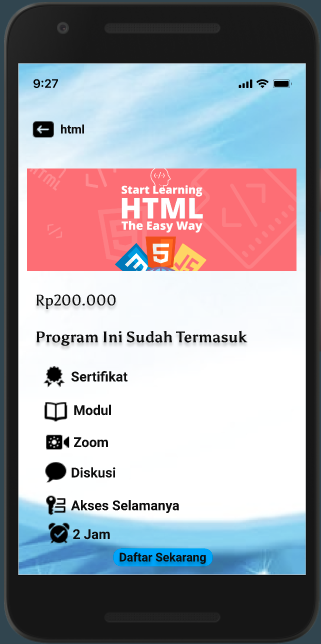 9:27
html
Start Learning
HTML
The Easy Way
Rp200.000
Program Ini Sudah Termasuk
Sertifikat
Modul
Zoom
Diskusi
Akses Selamanya
2 Jam
Daftar Sekarang